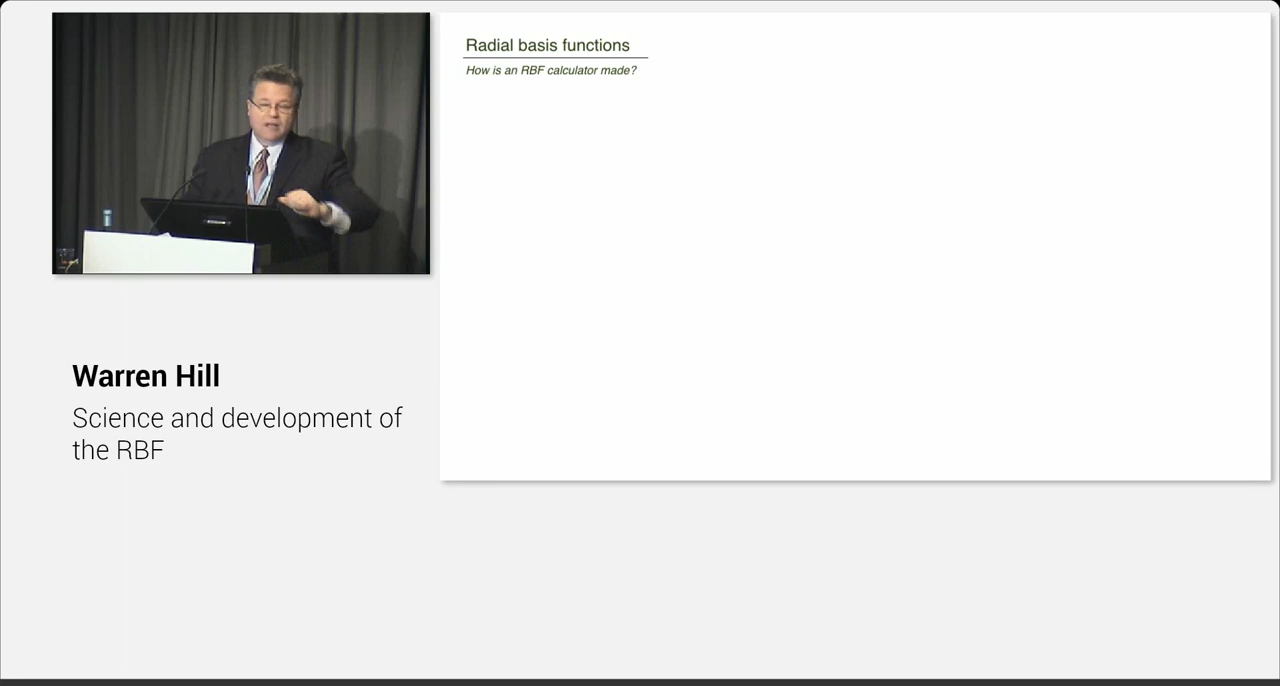 Radial basis functions
How is an RBF calculator made?
Warren Hill
Science and development of
the RBF